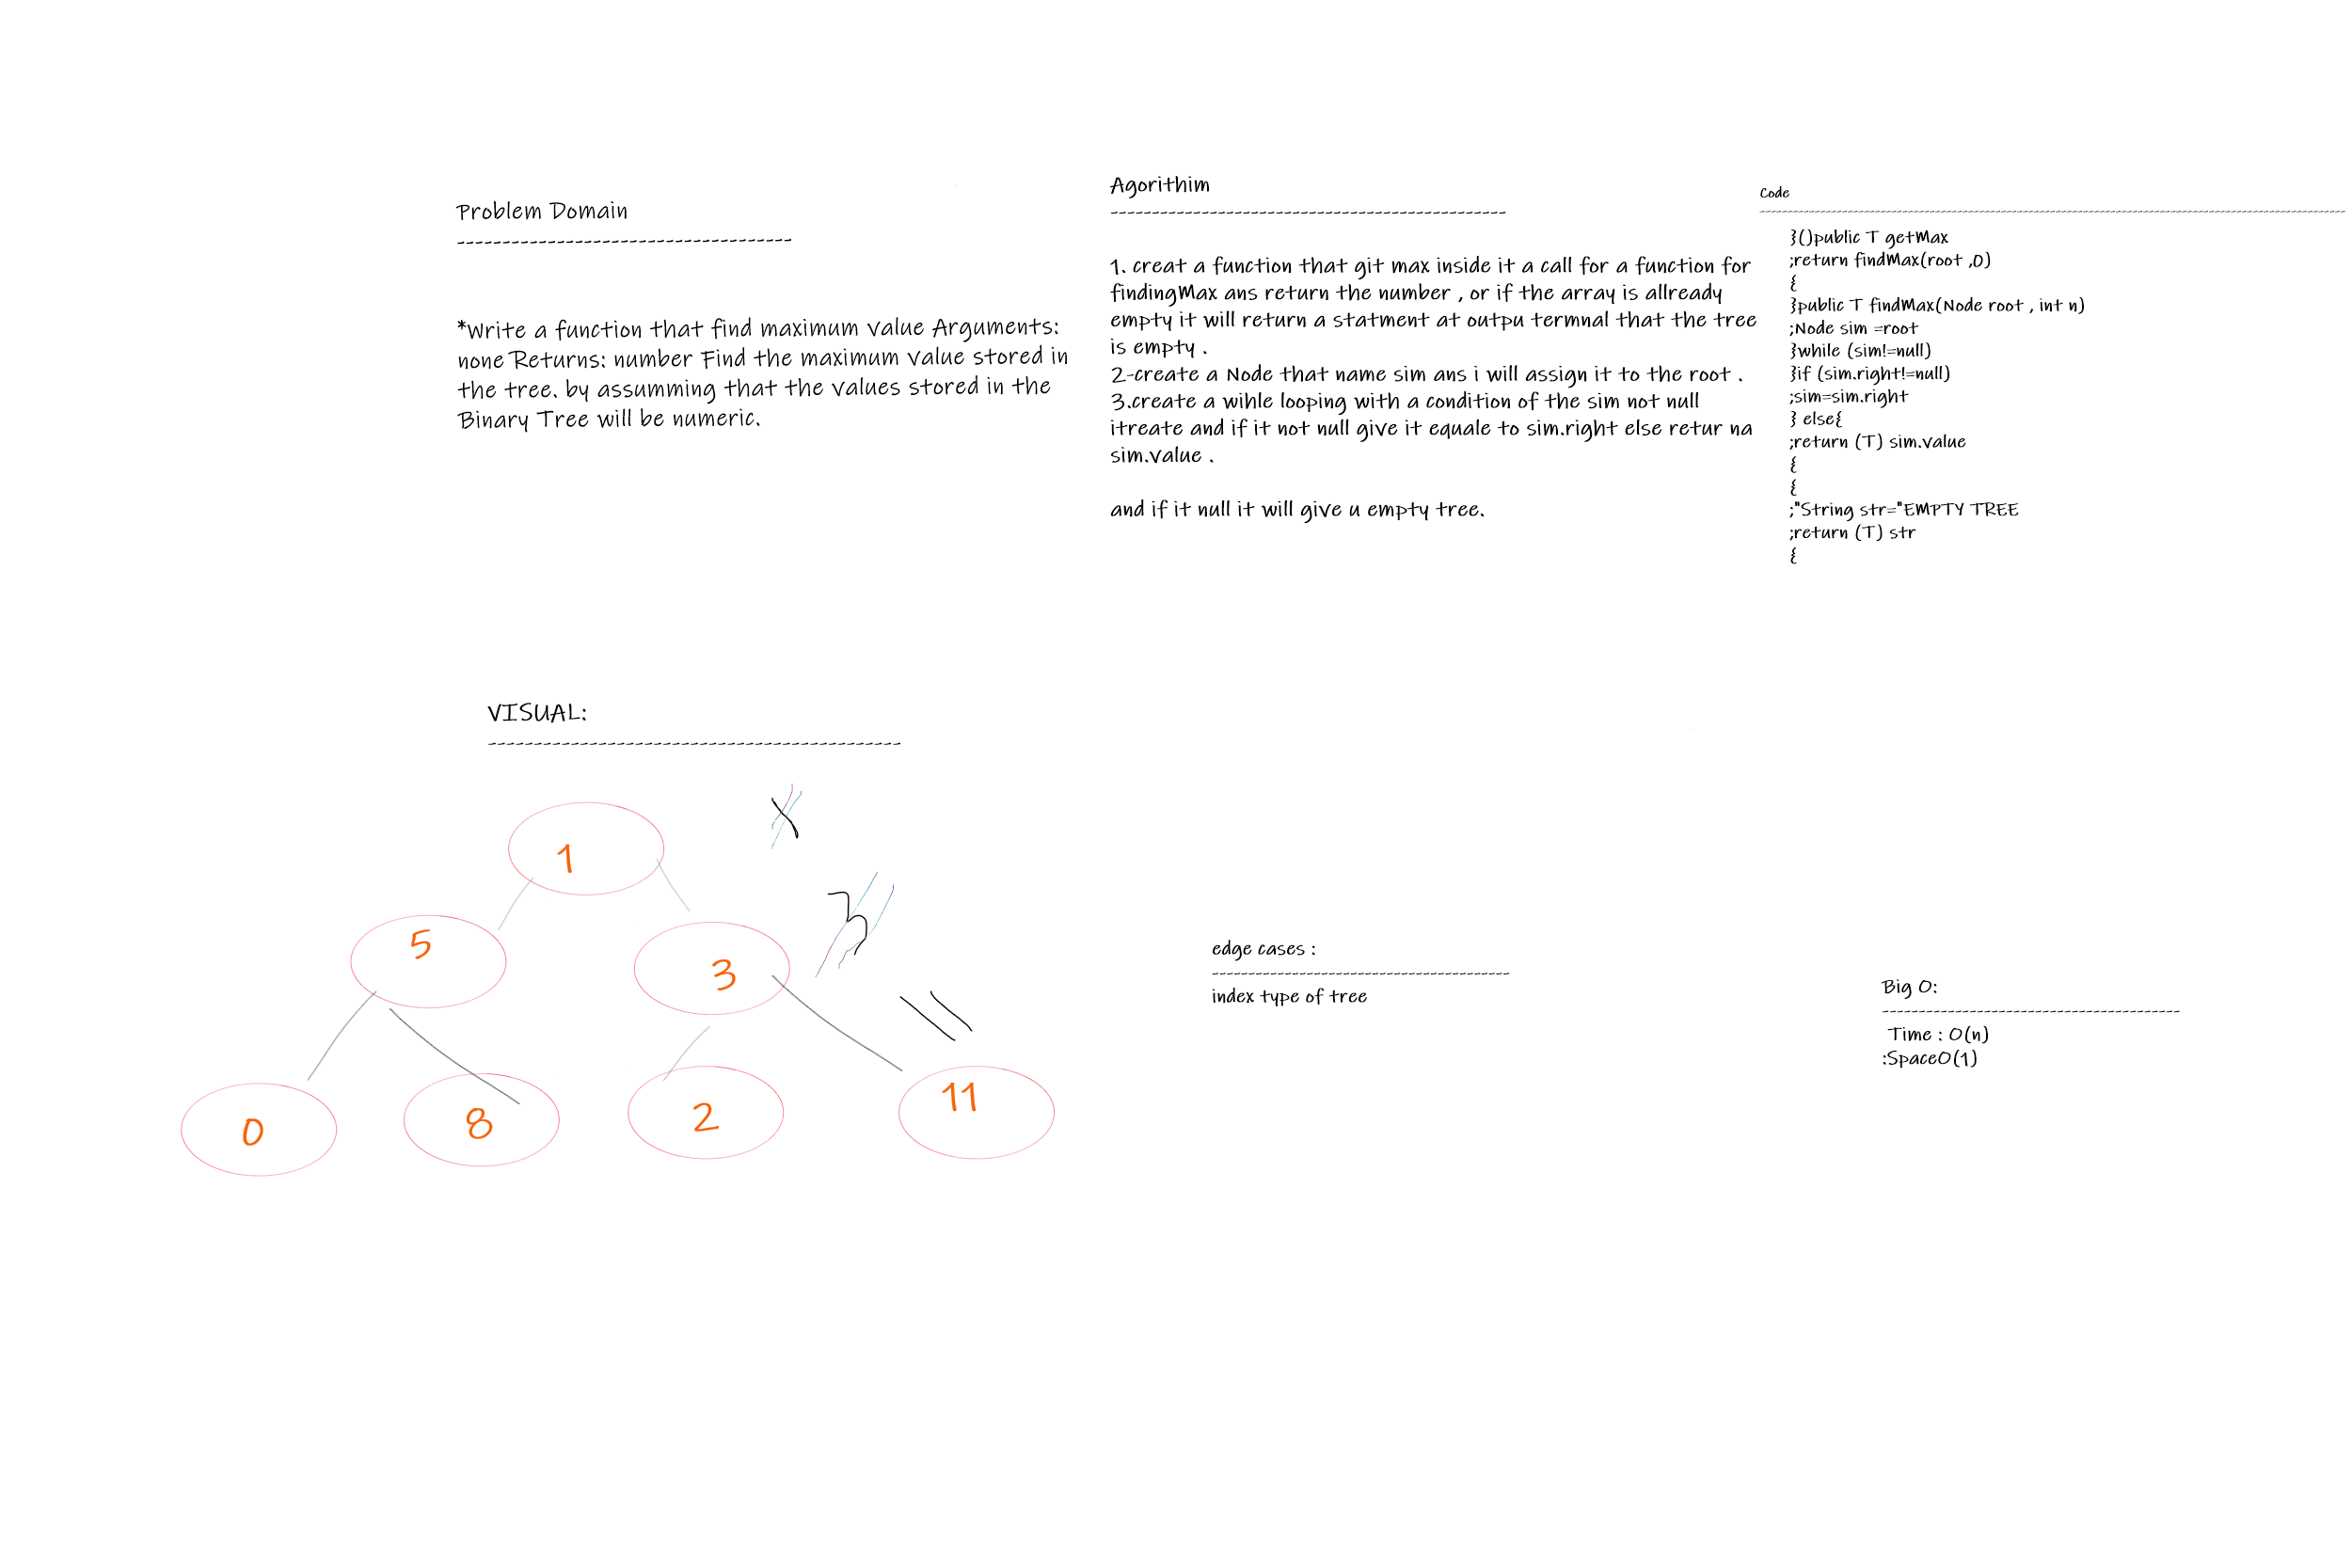 Problem Domain
-------------------------------------
*Write a function that find maximum value Arguments:
none Returns: number Find the maximum value stored in
the tree. by assumming that the values stored in the
Binary Tree will be numeric.
Agorithim
------------------------------------------------
1. creat a function that git max inside it a call for a function for
findingMax ans return the number , or if the array is allready
empty it will return a statment at outpu termnal that the tree
is empty .
2-create a Node that name sim ans i will assign it to the root .
3.create a wihle looping with a condition of the sim not null
itreate and if it not null give it equale to sim.right else retur na
sim.value .
and if it null it will give u empty tree.
Code
------------------------------------------------
}()public T getMax
;return findMax(root ,0)
{
}public T findMax(Node root , int n)
;Node sim =root
}while (sim!=null)
}if (sim.right!=null)
;sim=sim.right
} else{
;return (T) sim.value
{
{
;"String str="EMPTY TREE
;return (T) str
{
VISUAL:
---------------------------------------------
1
5
3
3
11
0
8
2
11
edge cases :
-----------------------------------------
index type of tree
Big O:
-----------------------------------------
Time : O(n)
:SpaceO(1)